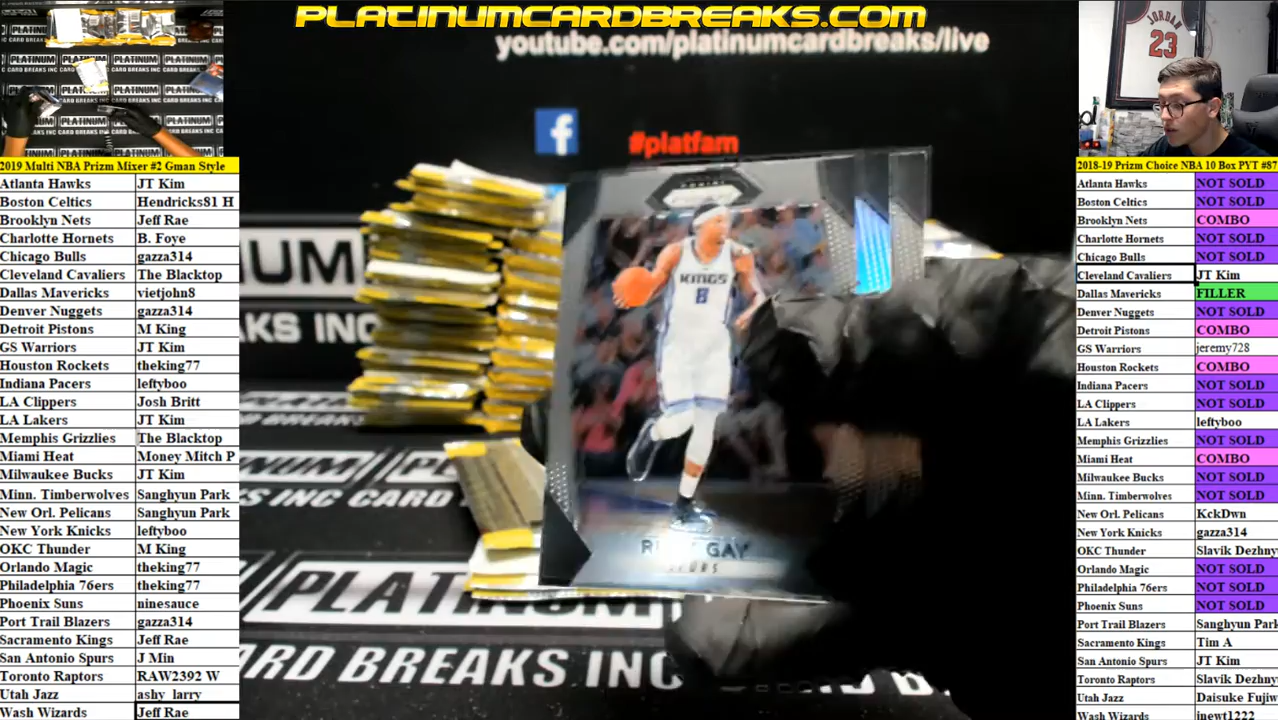 PLATINUMCARDBREAKS.COM
youtube.com/platinumcardbreaks/live
#platfam
2019 Multi NBA Prizm Mixer #2 Gman Style
Atlanta Hawks JT Kim
Boston Celtics Hendricks81 H
Brooklyn Nets Jeff Rae
Charlotte Hornets B. Foye
Chicago Bulls gazza314
Cleveland Cavaliers The Blacktop
Dallas Mavericks vietjohn8
Denver Nuggets gazza314
Detroit Pistons M King
GS Warriors JT Kim
Houston Rockets theking77
Indiana Pacers leftyboo
LA Clippers Josh Britt
LA Lakers JT Kim
Memphis Grizzlies The Blacktop
Miami Heat Money Mitch P
Milwaukee Bucks JT Kim
Minn. Timberwolves Sanghyun Park
New Orl. Pelicans Sanghyun Park
New York Knicks leftyboo
OKC Thunder M King
Orlando Magic theking77
Philadelphia 76ers theking77
Phoenix Suns ninesauce
Port Trail Blazers gazza314
Sacramento Kings Jeff Rae
San Antonio Spurs J Min
Toronto Raptors RAW2392 W
Utah Jazz ashy_larry
Wash Wizards Jeff Rae
KINGS
8
GAY
PLATINUM
CARD BREAKS INC
JORDAN
23
2018-19 Prizm Choice NBA 10 Box PYT #87
Atlanta Hawks NOT SOLD
Boston Celtics NOT SOLD
Brooklyn Nets COMBO
Charlotte Hornets NOT SOLD
Chicago Bulls NOT SOLD
Cleveland Cavaliers JT Kim
Dallas Mavericks FILLER
Denver Nuggets NOT SOLD
Detroit Pistons COMBO
GS Warriors jeremy728
Houston Rockets COMBO
Indiana Pacers NOT SOLD
LA Clippers NOT SOLD
LA Lakers leftyboo
Memphis Grizzlies NOT SOLD
Miami Heat COMBO
Milwaukee Bucks NOT SOLD
Minn. Timberwolves NOT SOLD
New Orl. Pelicans KckDwn
New York Knicks gazza314
OKC Thunder Slavik Dezhny
Orlando Magic NOT SOLD
Philadelphia 76ers NOT SOLD
Phoenix Suns NOT SOLD
Port Trail Blazers Sanghyun Park
Sacramento Kings Tim A
San Antonio Spurs JT Kim
Toronto Raptors Slavik Dezhny
Utah Jazz Daisuke Fujiw
Wash Wizards inewt1222